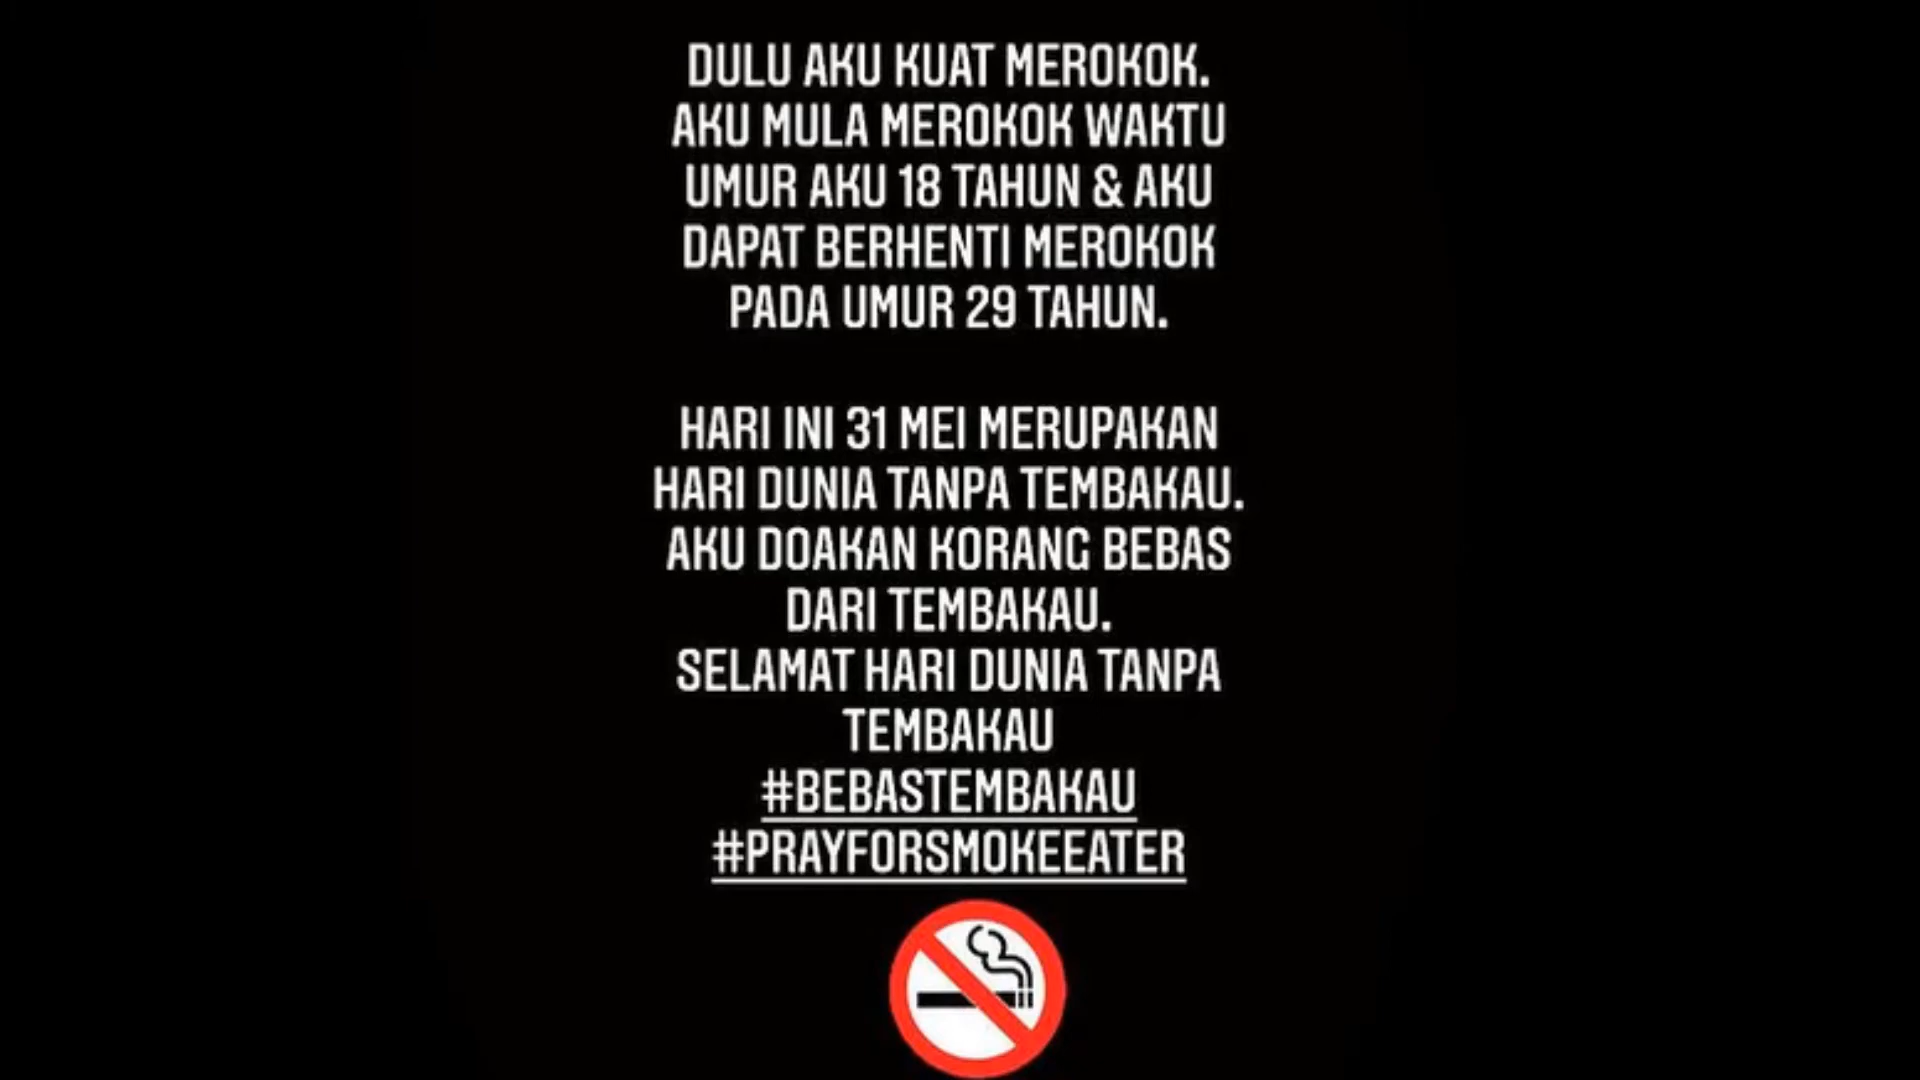 DULU AKU KUAT MEROKOK.
AKU MULA MEROKOK WAKTU
UMUR AKU 18 TAHUN & AKU
DAPAT BERHENTI MEROKOK
PADA UMUR 29 TAHUN.
HARI INI 31 MEI MERUPAKAN
HARI DUNIA TANPA TEMBAKAU.
AKU DOAKAN KORANG BEBAS
DARI TEMBAKAU.
SELAMAT HARI DUNIA TANPA
TEMBAKAU
#BEBASTEMBAKAU
#PRAYFORSMOKEEATER